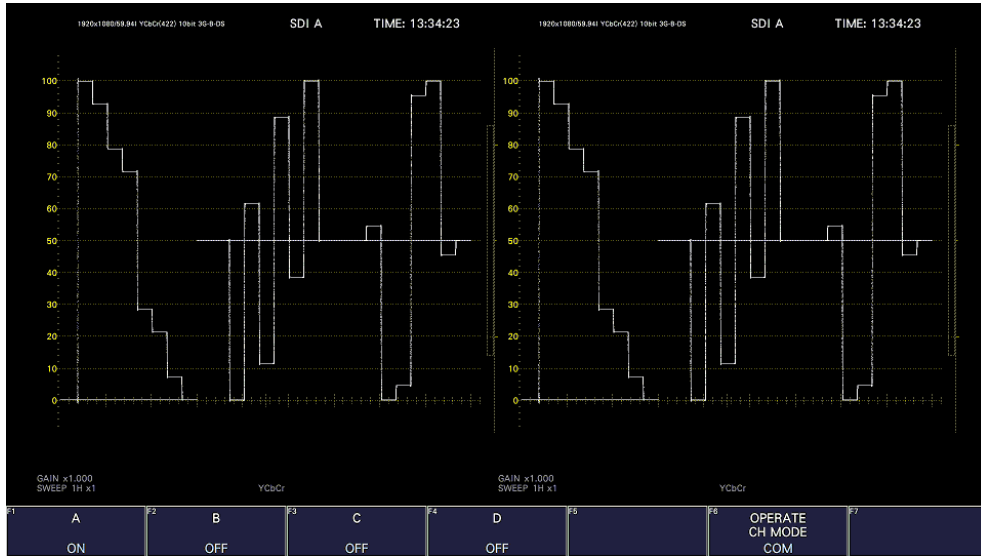 1920x1080/59.94I YCbCr(422) 10bit 3G-B-DS SDI A TIME: 13:34:23 1920x1080/59.94I YCbCr(422) 10bit 3G-B-DS SDI A TIME: 13:34:23
100 100
90 90
80 80
70 70
60 60
50 50
40 40
30 30
20 20
10 10
0 0
GAIN x1.000 GAIN x1.000
SWEEP 1H x1 YCbCr SWEEP 1H x1 YCbCr
F1 A F2 B F3 C F4 D F5 F6 OPERATE F7
CH MODE
ON OFF OFF OFF COM